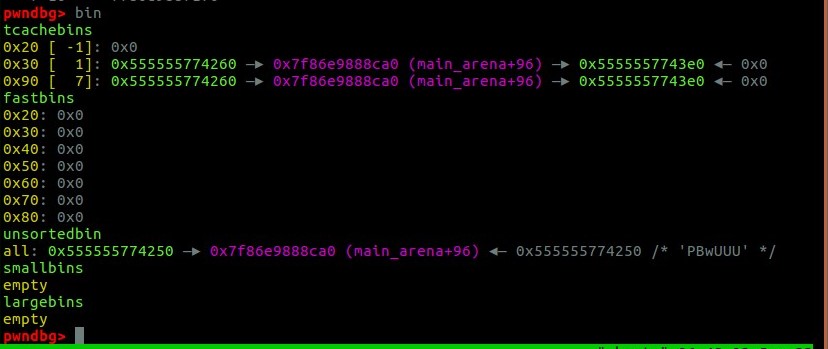 pwndbg> bin
tcachebins
0x20 [ -1]: 0x0
0x30 [  1]: 0x555555774260 —▸ 0x7f86e9888ca0 (main_arena+96) —▸ 0x5555557743e0 ◂— 0x0
0x90 [  7]: 0x555555774260 —▸ 0x7f86e9888ca0 (main_arena+96) —▸ 0x5555557743e0 ◂— 0x0
fastbins
0x20: 0x0
0x30: 0x0
0x40: 0x0
0x50: 0x0
0x60: 0x0
0x70: 0x0
0x80: 0x0
unsortedbin
all: 0x555555774250 —▸ 0x7f86e9888ca0 (main_arena+96) ◂— 0x555555774250 /* 'PBwUUU' */
smallbins
empty
largebins
empty
pwndbg>